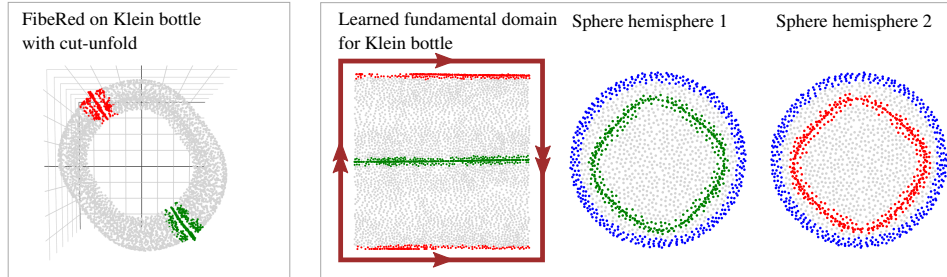 FibeRed on Klein bottle
with cut-unfold
Learned fundamental domain
for Klein bottle
Sphere hemisphere 1
Sphere hemisphere 2